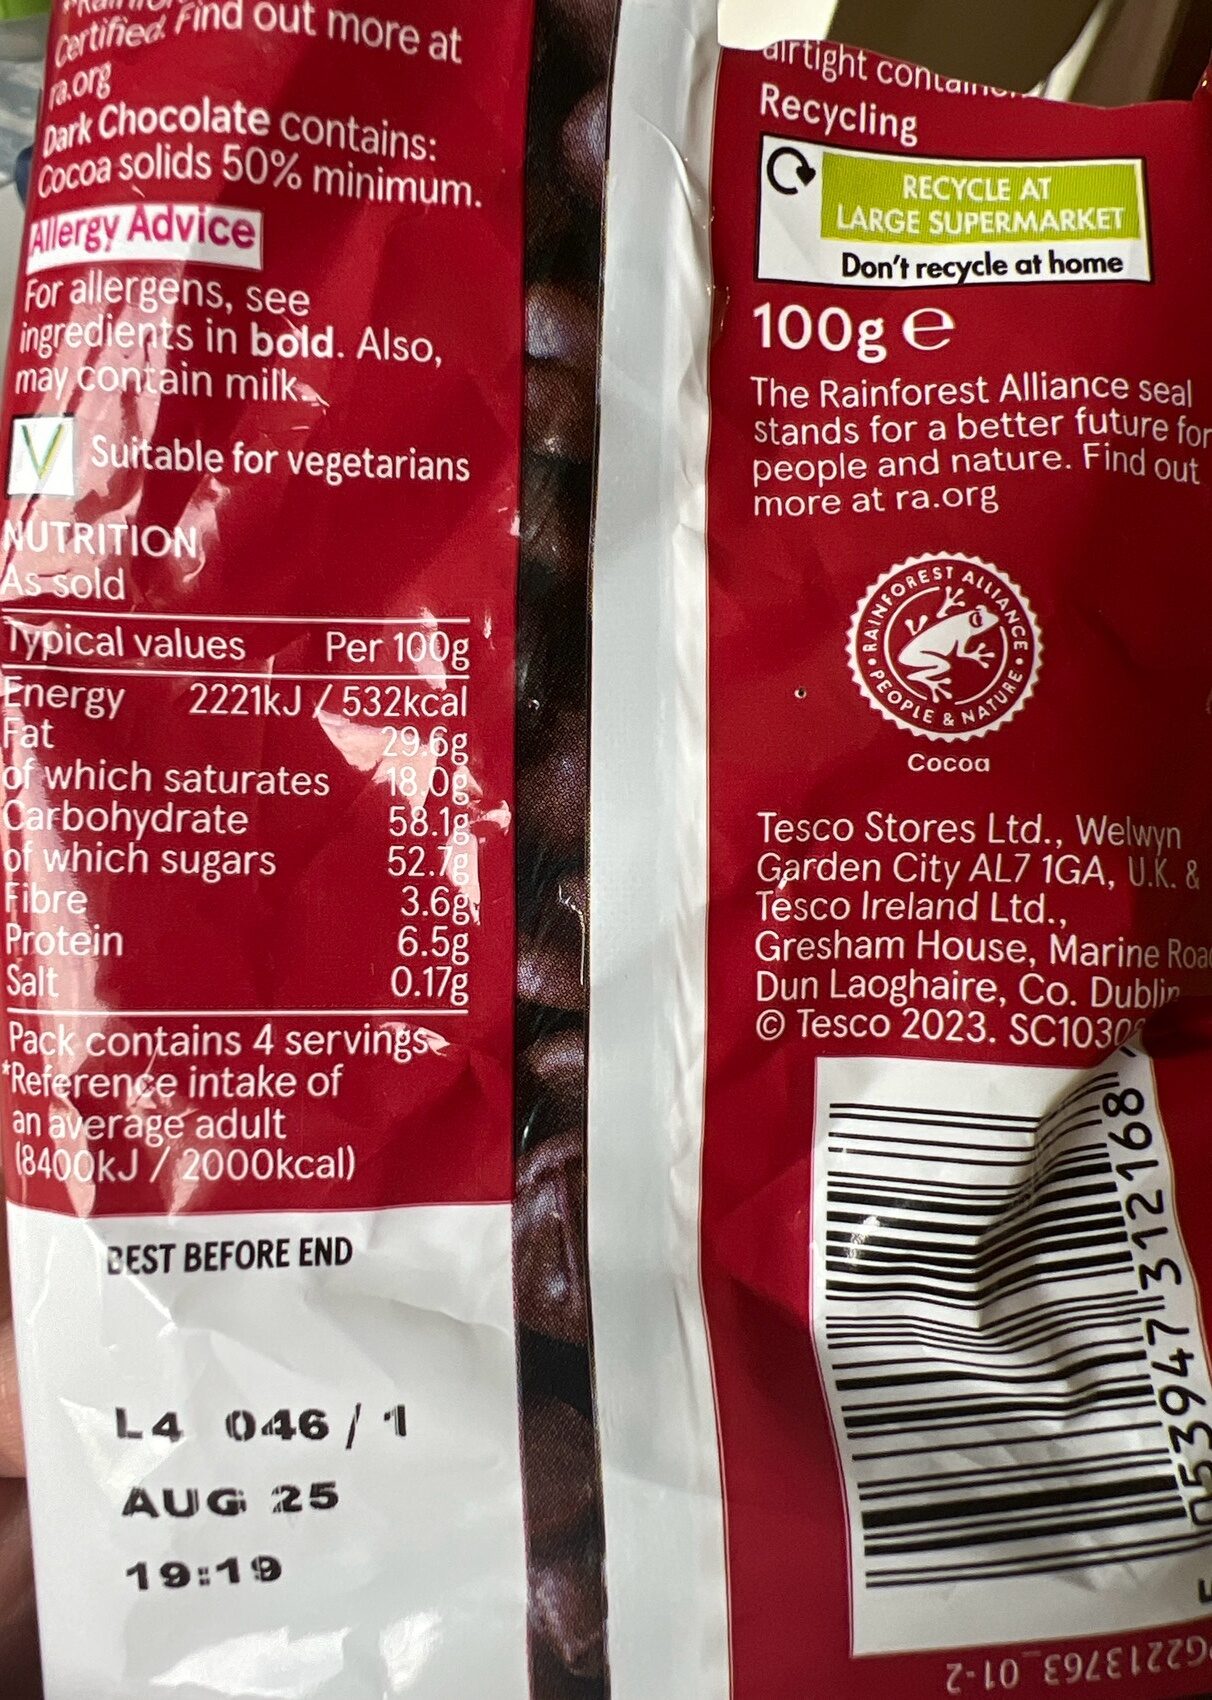 Certified. Find out more at
ra.org
Dark Chocolate contains:
Cocoa solids 50% minimum.
Allergy Advice
For allergens, see
ingredients in bold. Also,
may contain milk.
V Suitable for vegetarians
NUTRITION
As sold
Typical values Per 100g
Energy 2221kJ / 532kcal
Fat 29.6g
of which saturates 18.0g
Carbohydrate 58.1g
of which sugars 52.7g
Fibre 3.6g
Protein 6.5g
Salt 0.17g
Pack contains 4 servings
*Reference intake of
an average adult
(8400kJ / 2000kcal)
BEST BEFORE END
L4 046 / 1
AUG 25
19:19
airtight
Recycling
RECYCLE AT
LARGE SUPERMARKET
Don't recycle at home
100g e
The Rainforest Alliance seal
stands for a better future for
people and nature. Find out
more at ra.org
RAINFOREST ALLIANCE
PEOPLE & NATURE
Cocoa
Tesco Stores Ltd., Welwyn
Garden City AL7 1GA, U.K. &
Tesco Ireland Ltd.,
Gresham House, Marine
Dun Laoghaire, Co. Dublin
© Tesco 2023.
5 053947 312168
PG2213763_01-2